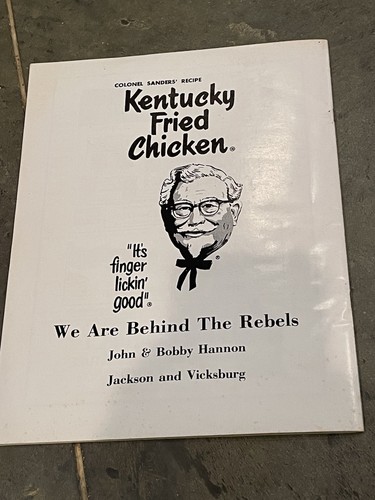 COLONEL SANDERS' RECIPE
Kentucky
Fried
Chicken®
®
"It's
finger
lickin'
good"®
We Are Behind The Rebels
John & Bobby Hannon
Jackson and Vicksburg